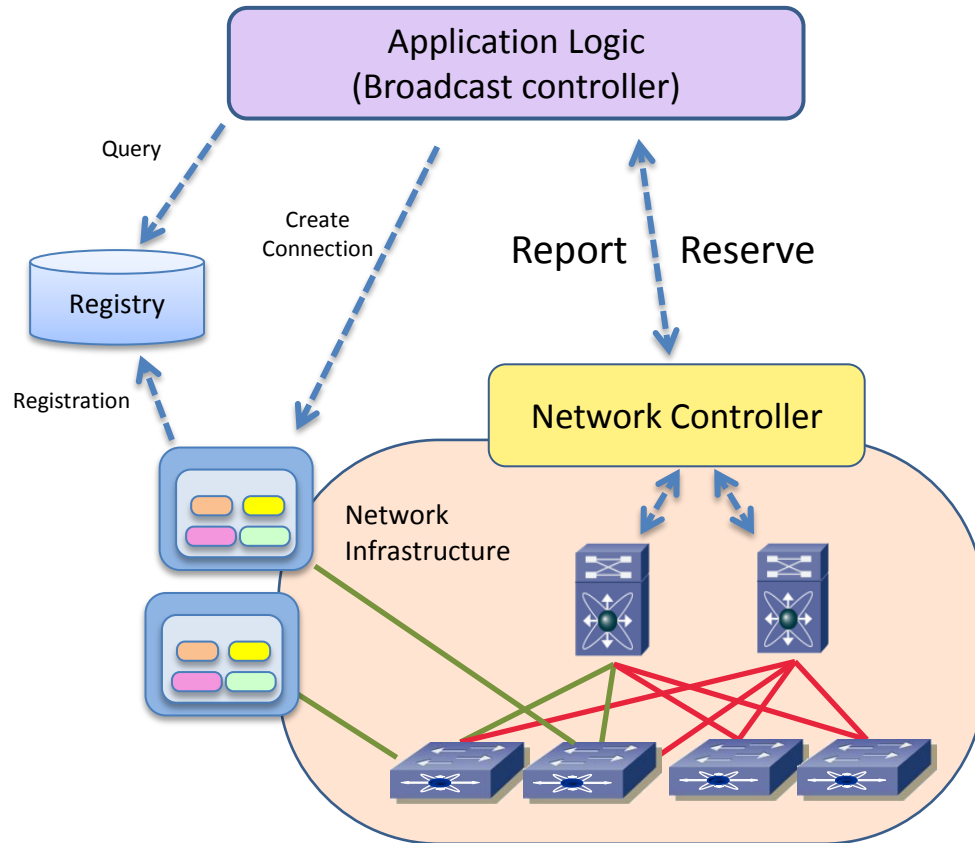 Application Logic
(Broadcast controller)
Query
Create
Connection
Report
Reserve
Registry
Registration
Network Controller
Network
Infrastructure